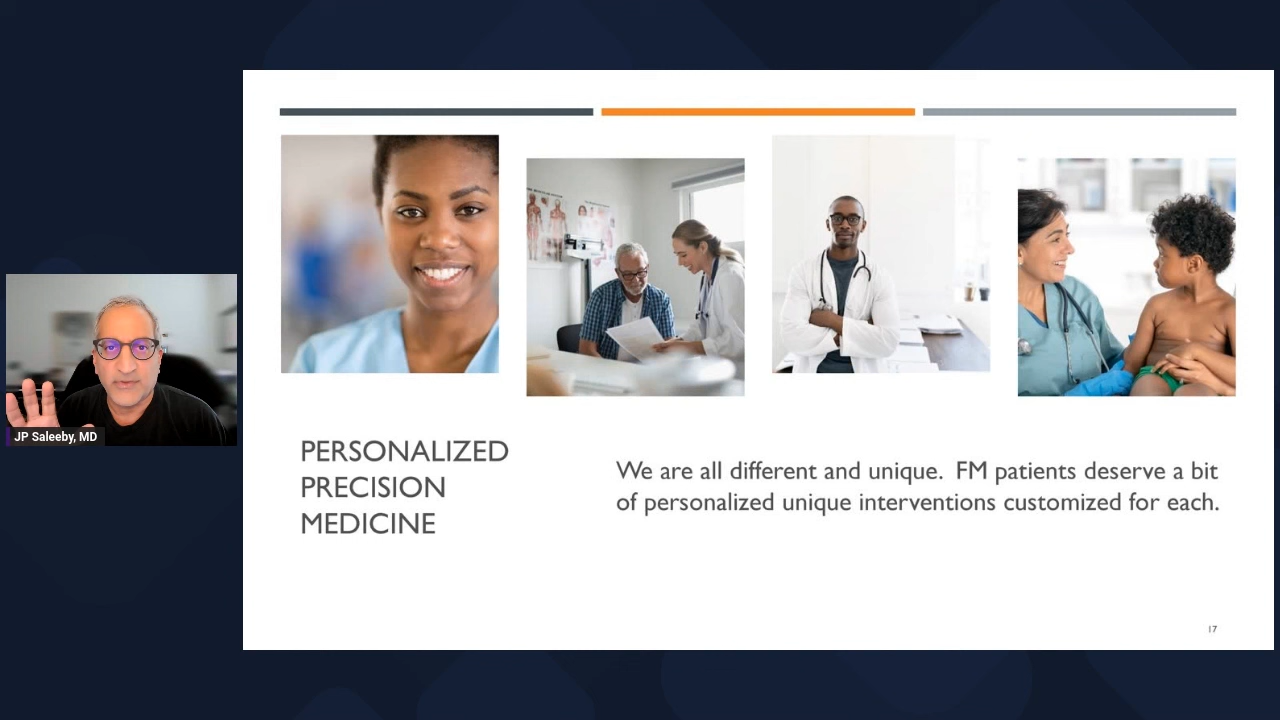 JP Saleeby, MD
PERSONALIZED
PRECISION
MEDICINE
We are all different and unique.  FM patients deserve a bit
of personalized unique interventions customized for each.
17